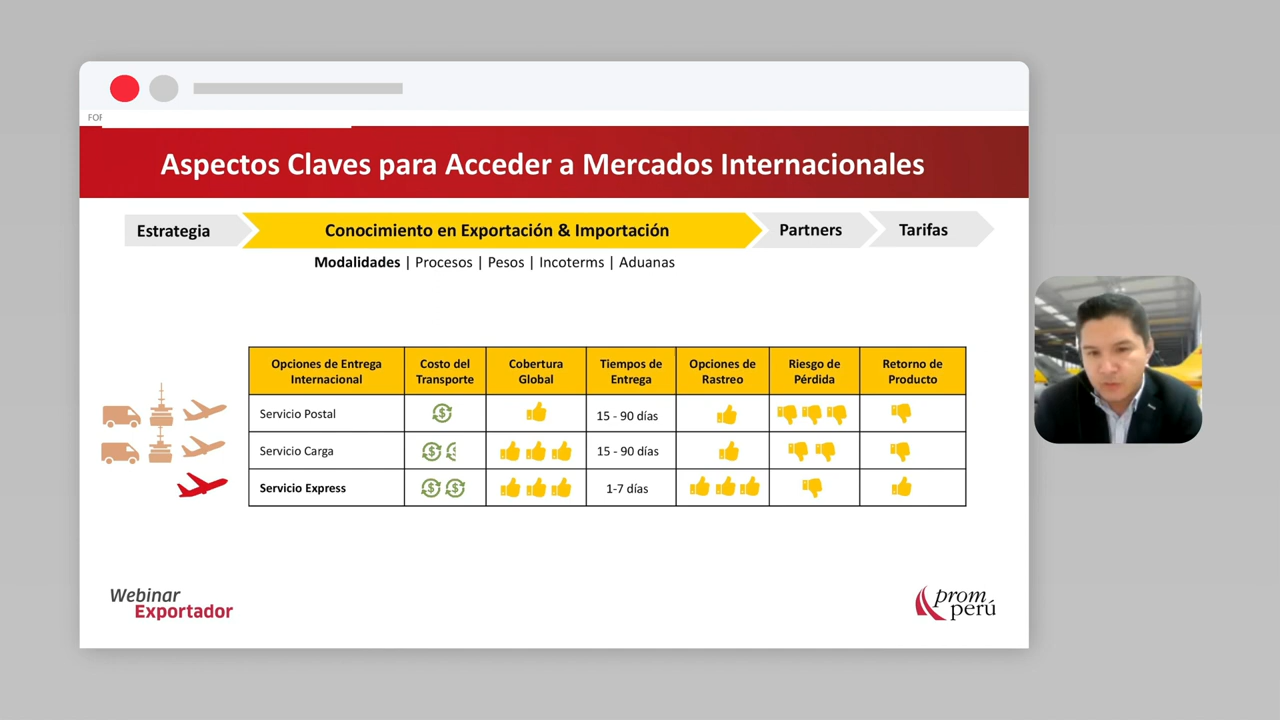 FOR
Aspectos Claves para Acceder a Mercados Internacionales
Estrategia
Conocimiento en Exportación & Importación
Partners
Tarifas
Modalidades | Procesos | Pesos | Incoterms | Aduanas
Opciones de Entrega Internacional
Costo del Transporte
Cobertura Global
Tiempos de Entrega
Opciones de Rastreo
Riesgo de Pérdida
Retorno de Producto
Servicio Postal
15 - 90 días
Servicio Carga
15 - 90 días
Servicio Express
1-7 días
Webinar
Exportador
prom
perú